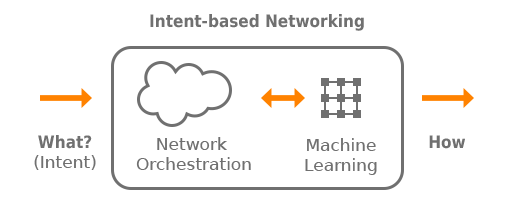 Intent-based Networking
What?
(Intent)
Network
Orchestration
Machine
Learning
How